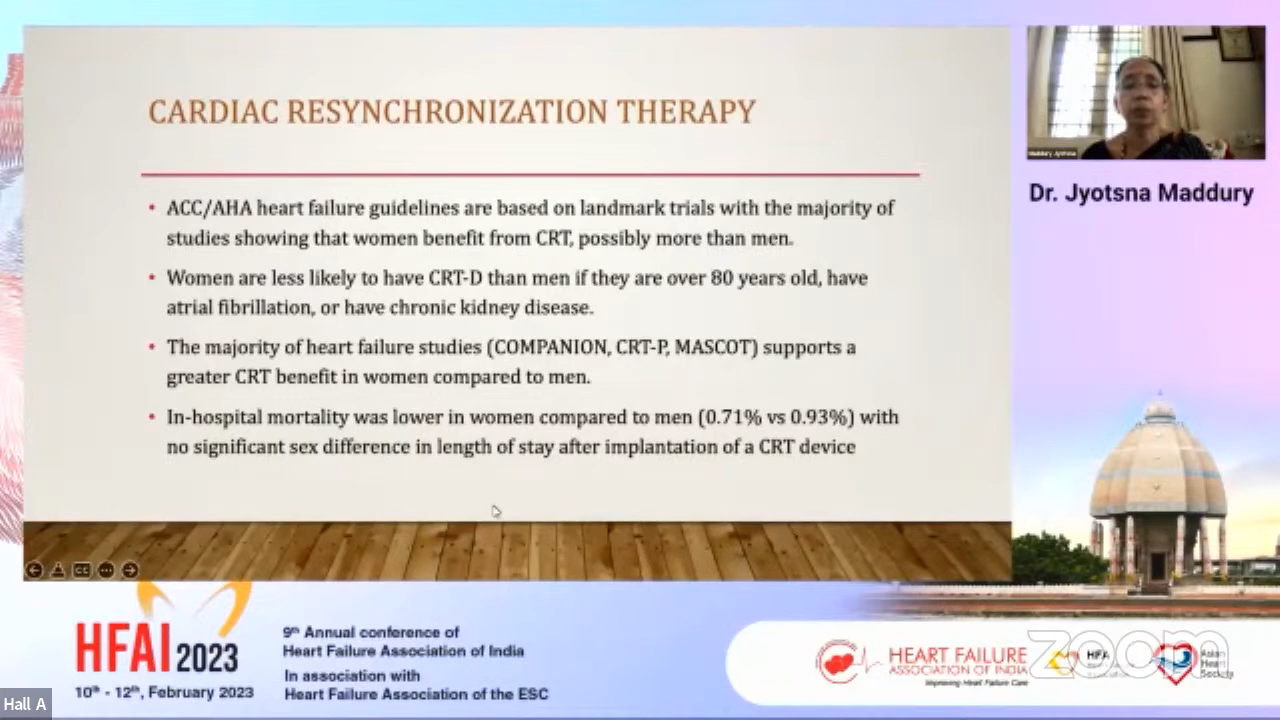 CARDIAC RESYNCHRONIZATION THERAPY
• ACC/AHA heart failure guidelines are based on landmark trials with the majority of
studies showing that women benefit from CRT, possibly more than men.
• Women are less likely to have CRT-D than men if they are over 80 years old, have
atrial fibrillation, or have chronic kidney disease.
• The majority of heart failure studies (COMPANION, CRT-P, MASCOT) supports a
greater CRT benefit in women compared to men.
• In-hospital mortality was lower in women compared to men (0.71% vs 0.93%) with
no significant sex difference in length of stay after implantation of a CRT device
CC
Maddury Jyotsna
Dr. Jyotsna Maddury
HFAI 2023
10th - 12th, February 2023
9th Annual conference of
Heart Failure Association of India
In association with
Heart Failure Association of the ESC
HEART FAILURE
ASSOCIATION OF INDIA
Improving Heart Failure Care
HFA
Asian
Heart
Society
zoom
Hall A